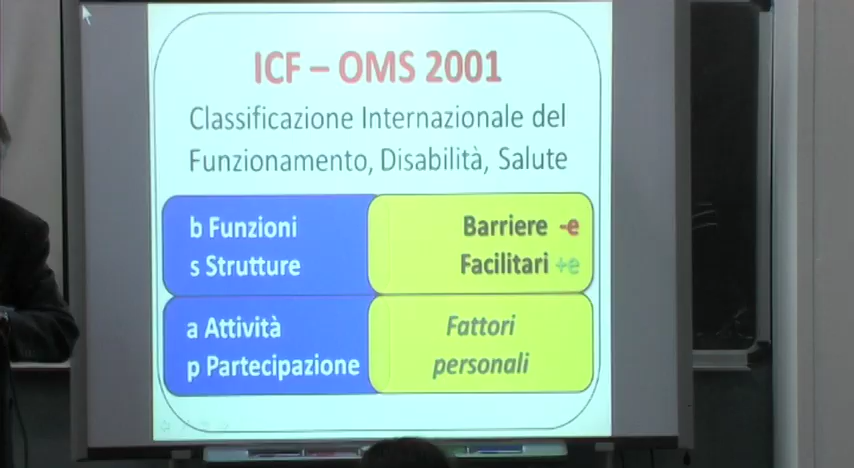 ICF – OMS 2001
Classificazione Internazionale del
Funzionamento, Disabilità, Salute
b Funzioni
s Strutture
Barriere -e
Facilitari +e
a Attività
p Partecipazione
Fattori
personali